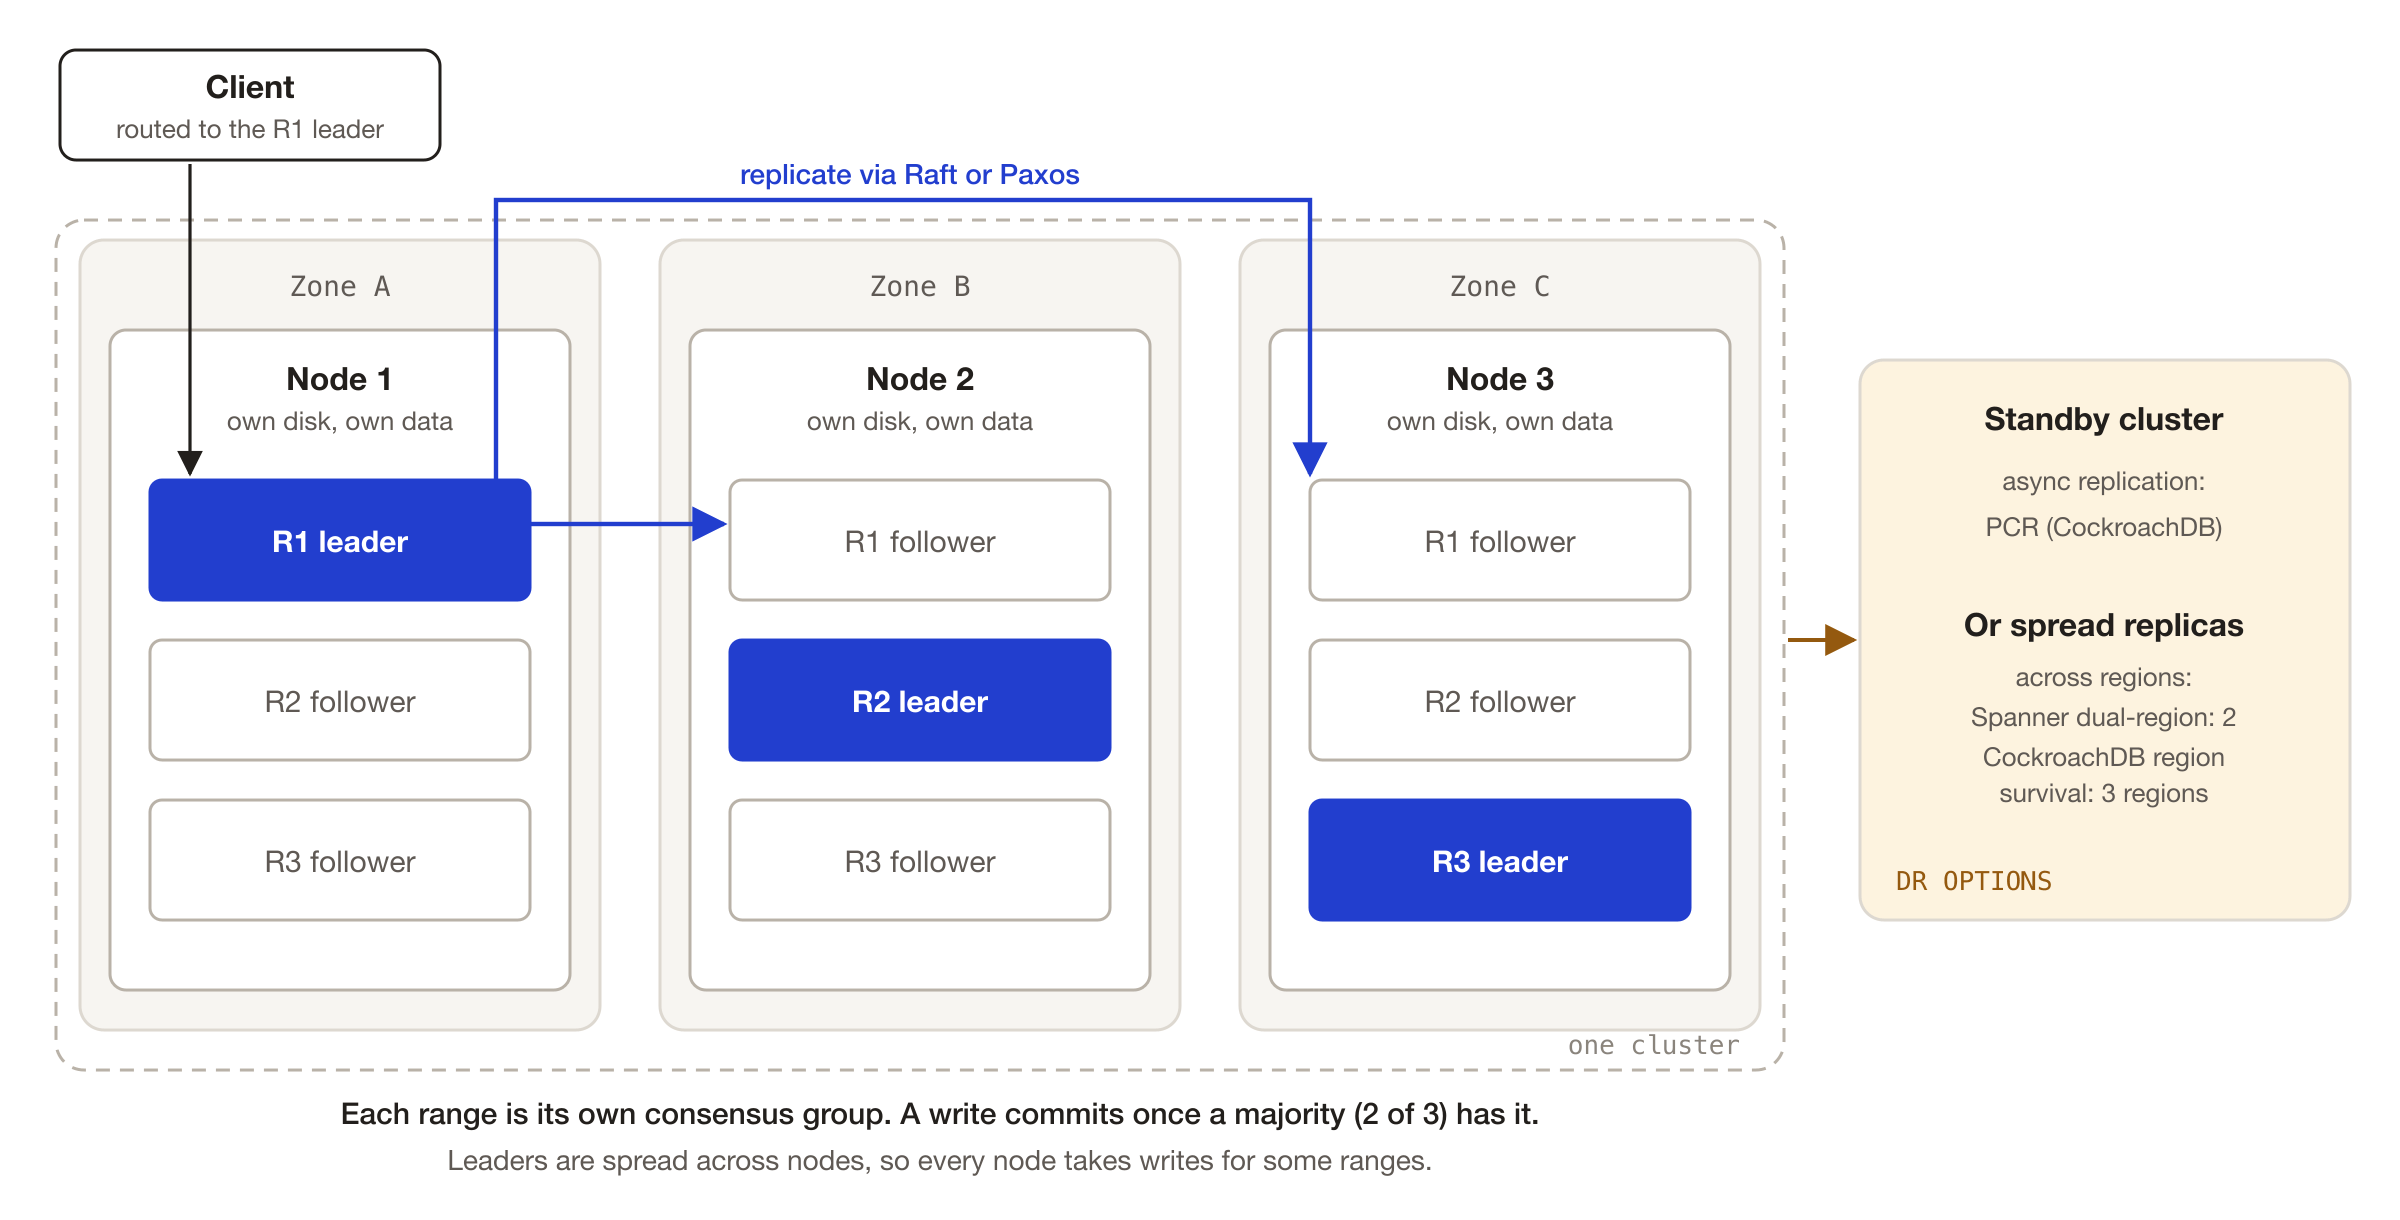 Client
routed to the R1 leader
replicate via Raft or Paxos
Zone A
Node 1
own disk, own data
R1 leader
R2 follower
R3 follower
Zone B
Node 2
own disk, own data
R1 follower
R2 leader
R3 follower
Zone C
Node 3
own disk, own data
R1 follower
R2 follower
R3 leader
one cluster
Standby cluster
async replication:
PCR (CockroachDB)
Or spread replicas
across regions:
Spanner dual-region: 2
CockroachDB region
survival: 3 regions
DR OPTIONS
Each range is its own consensus group. A write commits once a majority (2 of 3) has it.
Leaders are spread across nodes, so every node takes writes for some ranges.